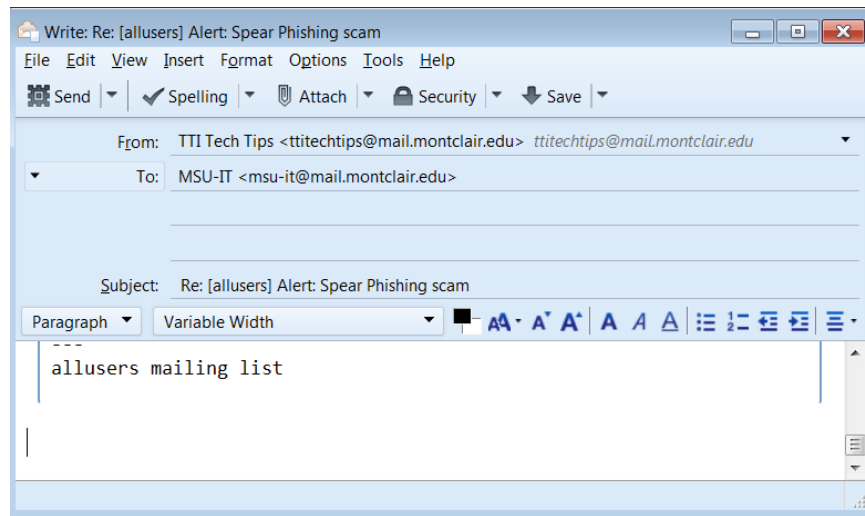 Write: Re: [allusers] Alert: Spear Phishing scam
File Edit View Insert Format Options Tools Help
Send Spelling Attach Security Save
From: TTI Tech Tips <ttitechtips@mail.montclair.edu> ttitechtips@mail.montclair.edu
To: MSU-IT <msu-it@mail.montclair.edu>
Subject: Re: [allusers] Alert: Spear Phishing scam
Paragraph Variable Width
---
allusers mailing list